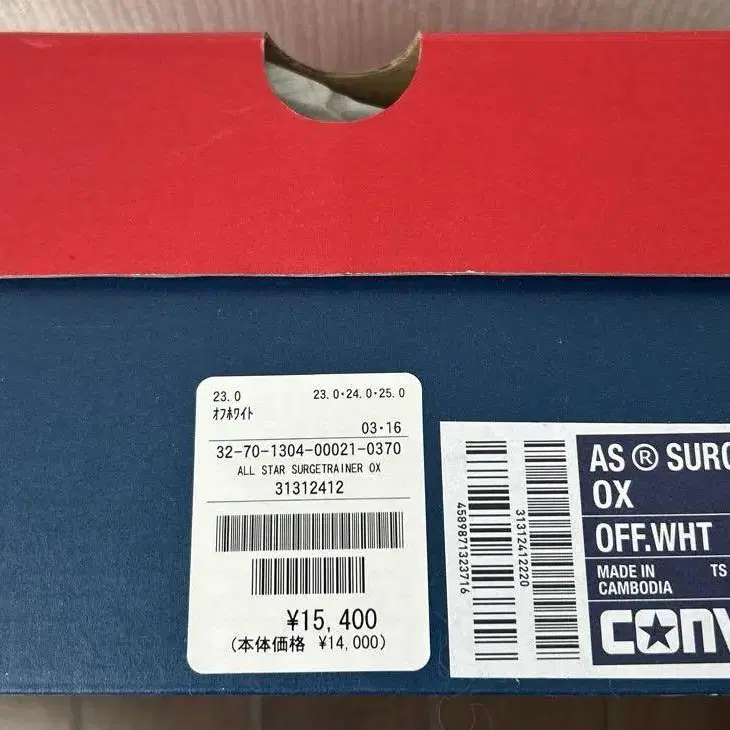 23.0 23.0・24.0・25.0
ｵﾌﾎﾜｲﾄ
03・16
32-70-1304-00021-0370
ALL STAR SURGETRAINER OX
31312412
¥15,400
(本体価格 ¥14,000)
4589871323716
31312412220
AS Ⓡ SURG
OX
OFF.WHT
MADE IN TS
CAMBODIA
CONV